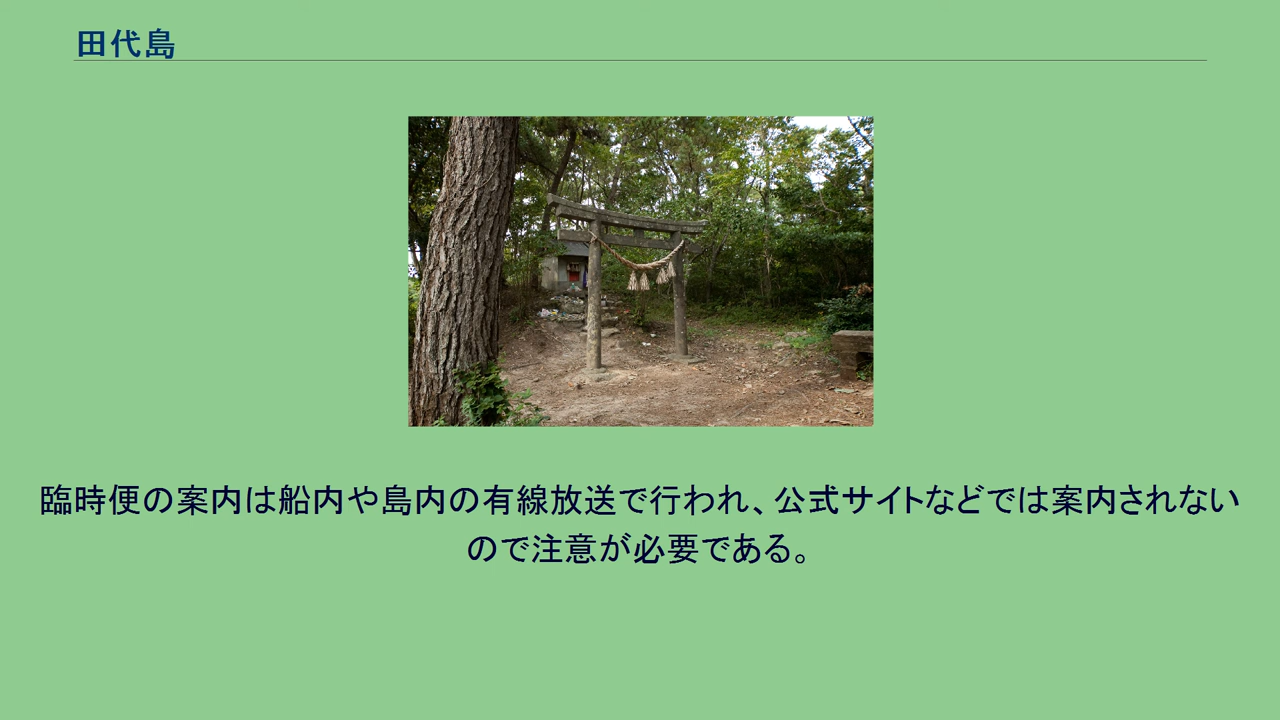 田代島
臨時便の案内は船内や島内の有線放送で行われ、公式サイトなどでは案内されない
ので注意が必要である。